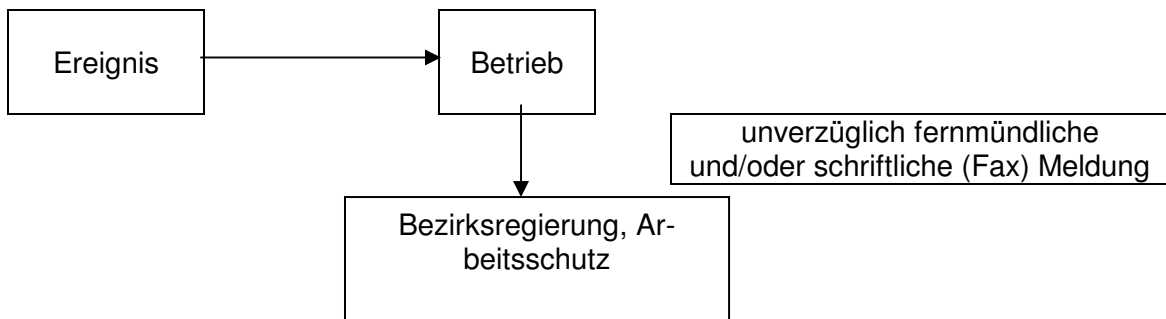 Ereignis
Betrieb
unverzüglich fernmündliche
und/oder schriftliche (Fax) Meldung
Bezirksregierung, Ar-
beitsschutz